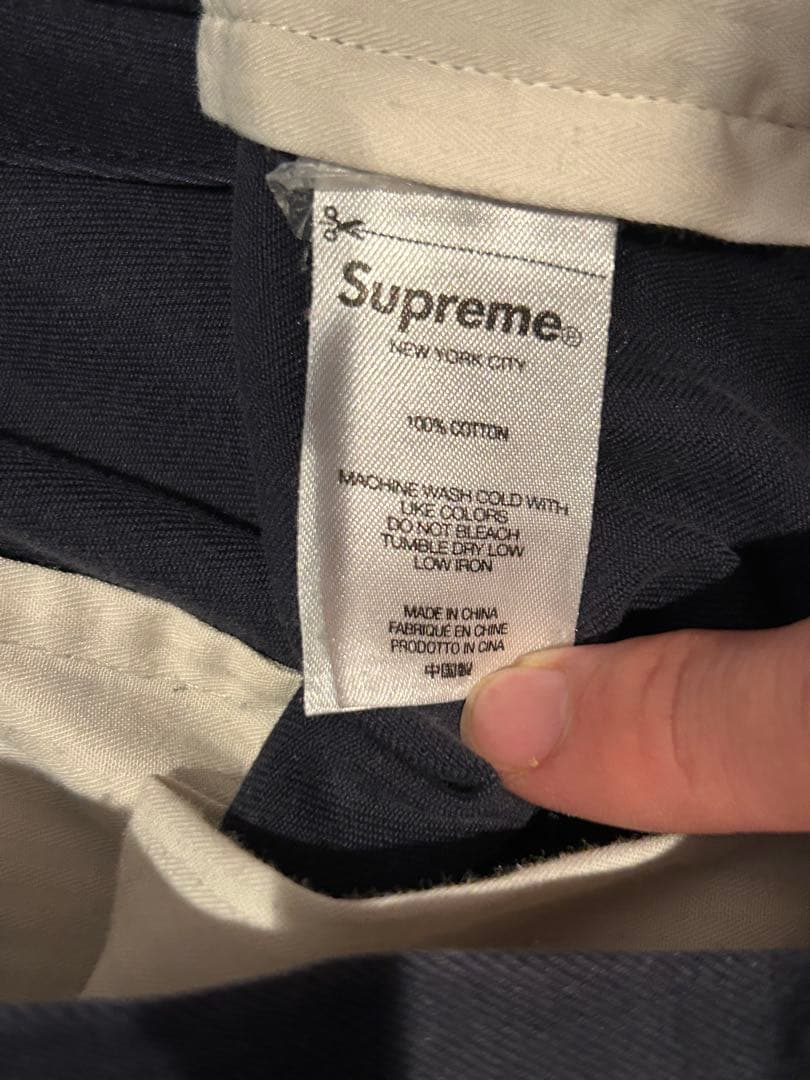 Supreme®
NEW YORK CITY
100% COTTON
MACHINE WASH COLD WITH
LIKE COLORS
DO NOT BLEACH
TUMBLE DRY LOW
LOW IRON
MADE IN CHINA
FABRIQUÉ EN CHINE
PRODOTTO IN CINA
中国製